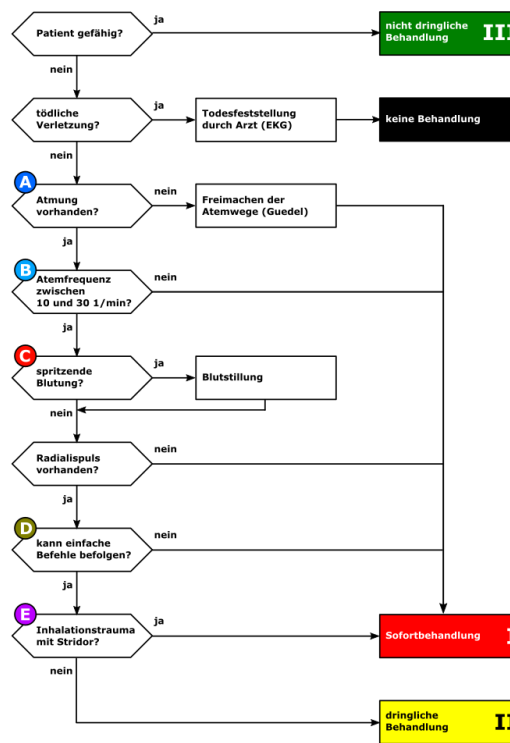 Patient gefähig?
ja
nicht dringliche
Behandlung
III
nein
tödliche
Verletzung?
ja
Todesfeststellung
durch Arzt (EKG)
keine Behandlung
nein
A
Atmung
vorhanden?
nein
Freimachen der
Atemwege (Guedel)
ja
B
Atemfrequenz
zwischen
10 und 30 1/min?
nein
ja
C
spritzende
Blutung?
ja
Blutstillung
nein
Radialispuls
vorhanden?
nein
ja
D
kann einfache
Befehle befolgen?
nein
ja
E
Inhalationstrauma
mit Stridor?
ja
Sofortbehandlung
I
nein
dringliche
Behandlung
II